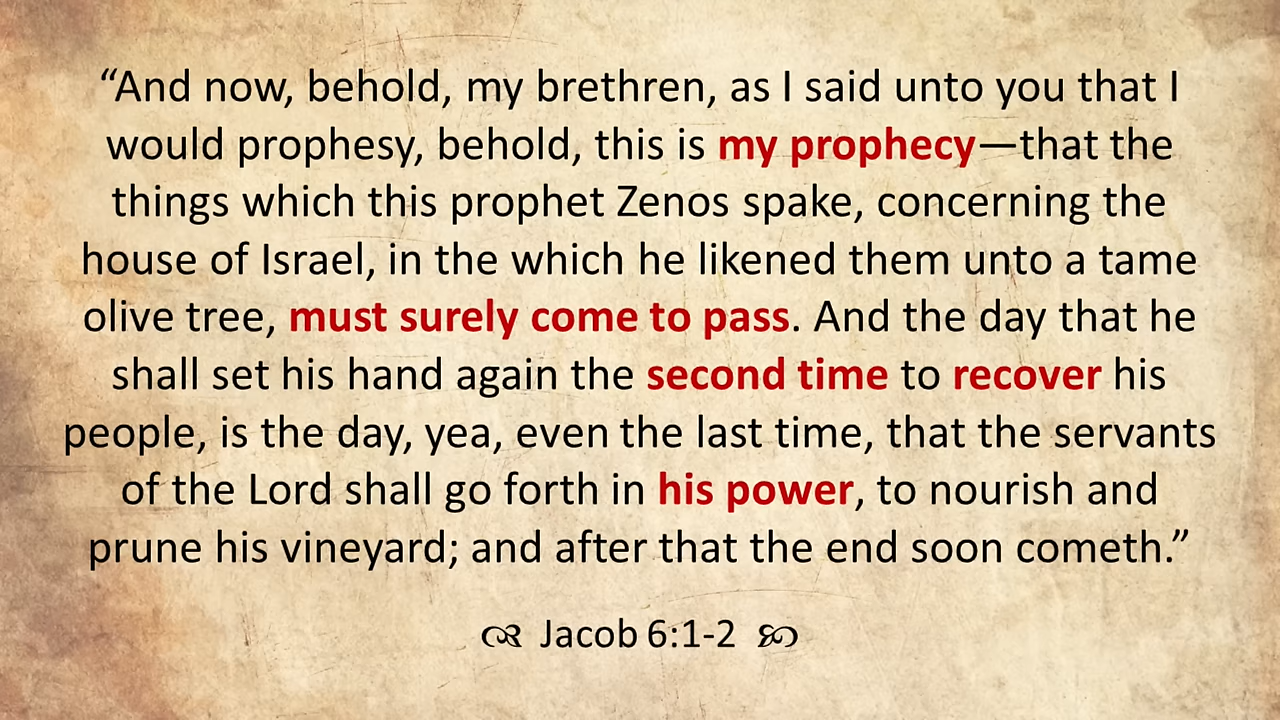 “And now, behold, my brethren, as I said unto you that I
would prophesy, behold, this is my prophecy—that the
things which this prophet Zenos spake, concerning the
house of Israel, in the which he likened them unto a tame
olive tree, must surely come to pass. And the day that he
shall set his hand again the second time to recover his
people, is the day, yea, even the last time, that the servants
of the Lord shall go forth in his power, to nourish and
prune his vineyard; and after that the end soon cometh.”
Jacob 6:1-2